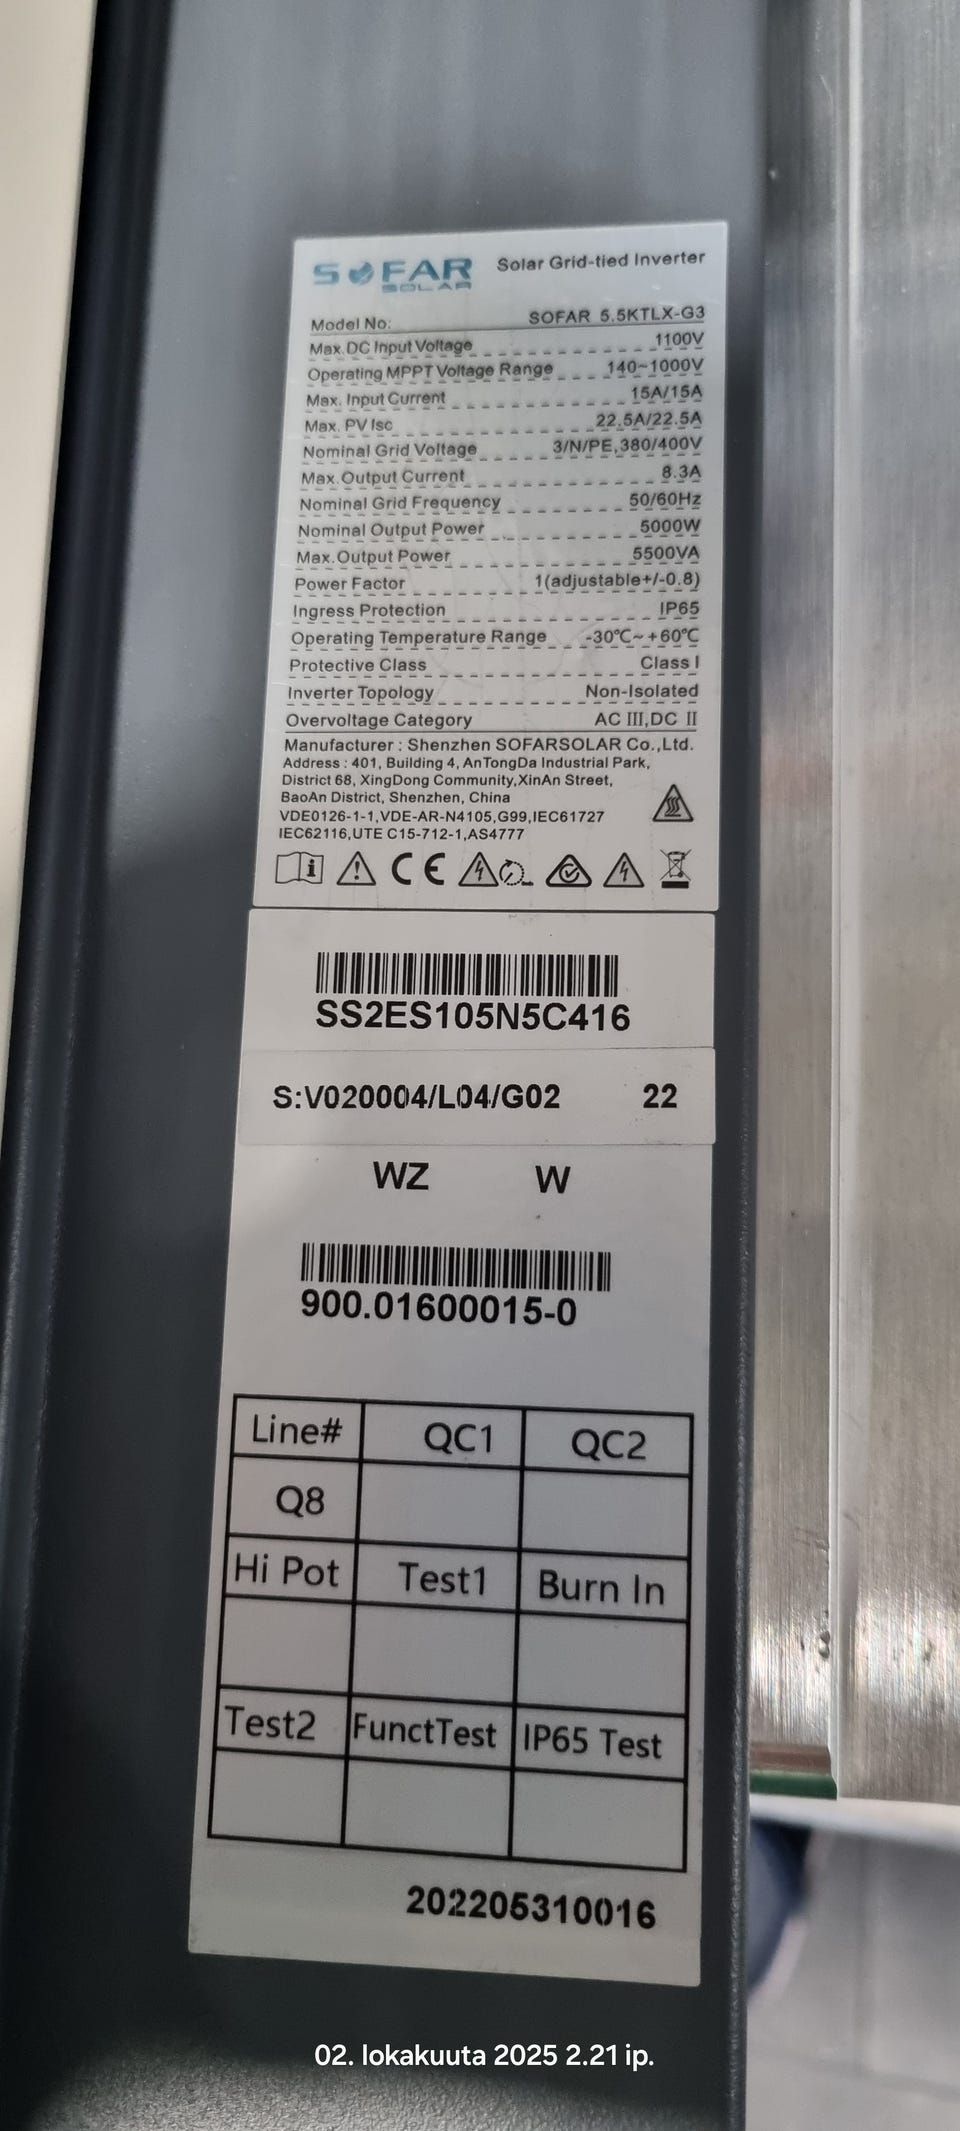 SOFAR SOLAR Solar Grid-tied Inverter
Model No: SOFAR 5.5KTLX-G3
Max.DC Input Voltage 1100V
Operating MPPT Voltage Range 140~1000V
Max. Input Current 15A/15A
Max. PV Isc 22.5A/22.5A
Nominal Grid Voltage 3/N/PE,380/400V
Max.Output Current 8.3A
Nominal Grid Frequency 50/60Hz
Nominal Output Power 5000W
Max.Output Power 5500VA
Power Factor 1(adjustable+/-0.8)
Ingress Protection IP65
Operating Temperature Range -30℃~+60℃
Protective Class Class I
Inverter Topology Non-Isolated
Overvoltage Category AC III,DC II
Manufacturer : Shenzhen SOFARSOLAR Co.,Ltd.
Address : 401, Building 4, AnTongDa Industrial Park,
District 68, XingDong Community,XinAn Street,
BaoAn District, Shenzhen, China
VDE0126-1-1,VDE-AR-N4105,G99,IEC61727
IEC62116,UTE C15-712-1,AS4777
CE
SS2ES105N5C416
S:V020004/L04/G02 22
WZ W
900.01600015-0
Line# QC1 QC2
Q8
Hi Pot Test1 Burn In
Test2 FunctTest IP65 Test
202205310016
02. lokakuuta 2025 2.21 ip.